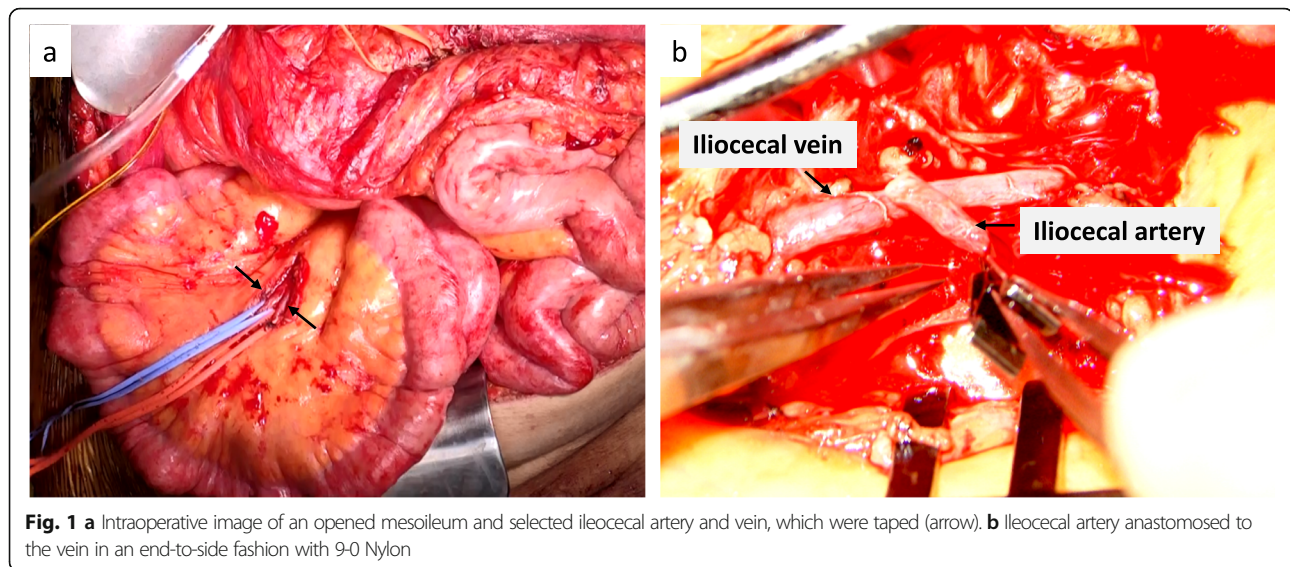 a
b
Iliocecal vein
Iliocecal artery
Fig. 1 a Intraoperative image of an opened mesoileum and selected ileocecal artery and vein, which were taped (arrow). b Ileocecal artery anastomosed to
the vein in an end-to-side fashion with 9-0 Nylon